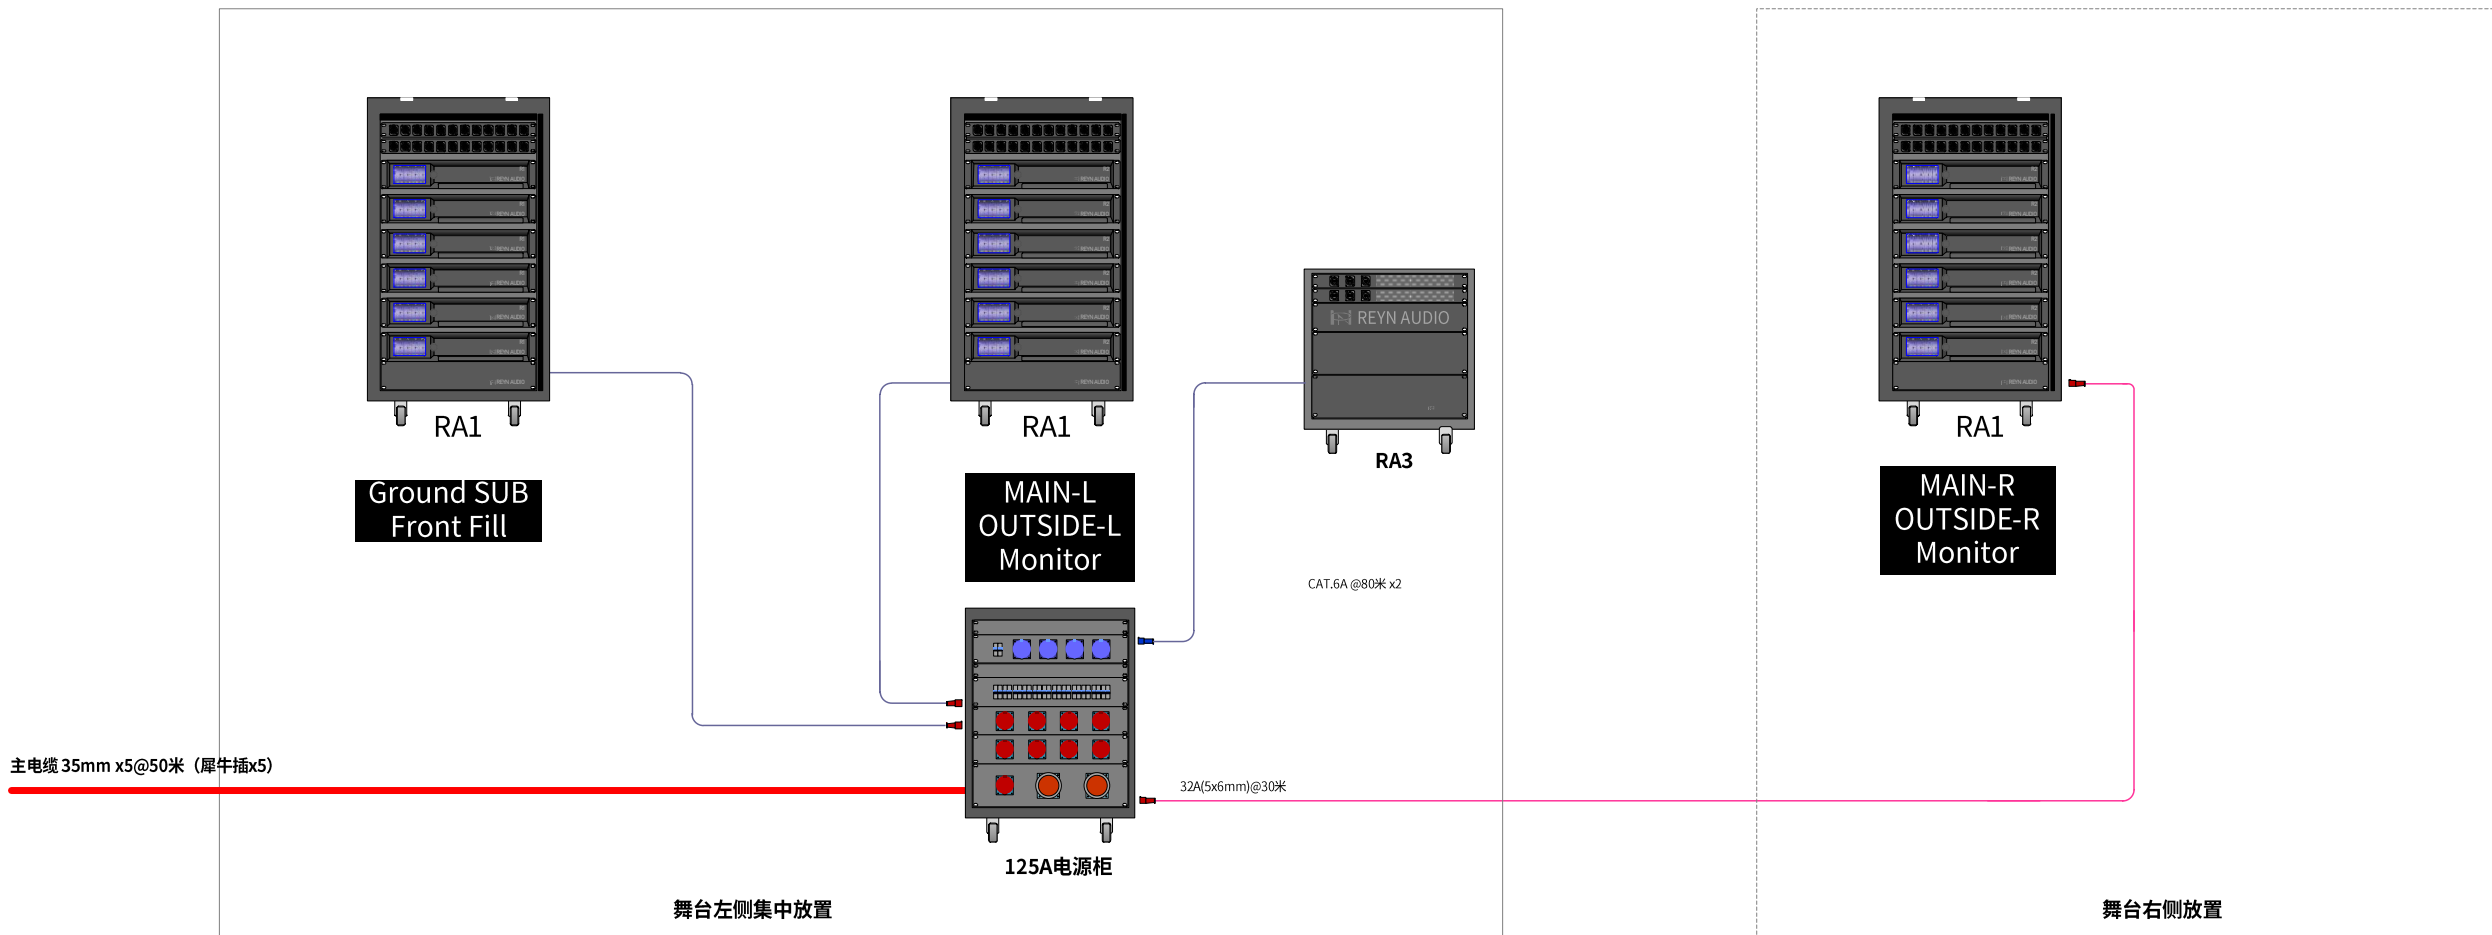 REYN AUDIO
RA1
RA1
RA3
RA1
Ground SUB
Front Fill
MAIN-L
OUTSIDE-L
Monitor
MAIN-R
OUTSIDE-R
Monitor
CAT.6A @80米 x2
主电缆 35mm x5@50米（犀牛插x5）
32A(5x6mm)@30米
125A电源柜
舞台左侧集中放置
舞台右侧放置